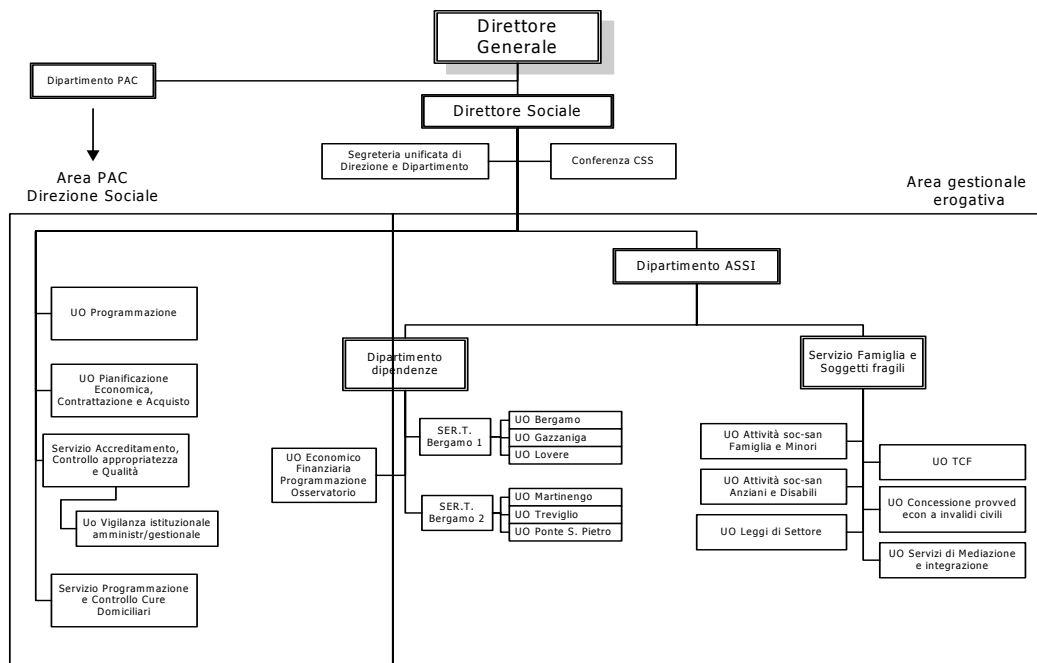 Direttore
Generale
Dipartimento PAC
Direttore Sociale
Segreteria unificata di
Direzione e Dipartimento
Conferenza CSS
Area PAC
Direzione Sociale
Area gestionale
erogativa
Dipartimento ASSI
UO Programmazione
Dipartimento
dipendenze
Servizio Famiglia e
Soggetti fragili
UO Pianificazione
Economica,
Contrattazione e Acquisto
SER.T.
Bergamo 1
UO Bergamo
UO Gazzaniga
UO Lovere
UO Attività soc-san
Famiglia e Minori
Servizio Accreditamento,
Controllo appropriatezza
e Qualità
UO Economico
Finanziaria
Programmazione
Osservatorio
UO TCF
UO Attività soc-san
Anziani e Disabili
SER.T.
Bergamo 2
UO Martinengo
UO Treviglio
UO Ponte S. Pietro
UO Concessione provved
econ a invalidi civili
Uo Vigilanza istituzionale
amministr/gestionale
UO Leggi di Settore
UO Servizi di Mediazione
e integrazione
Servizio Programmazione
e Controllo Cure
Domiciliari